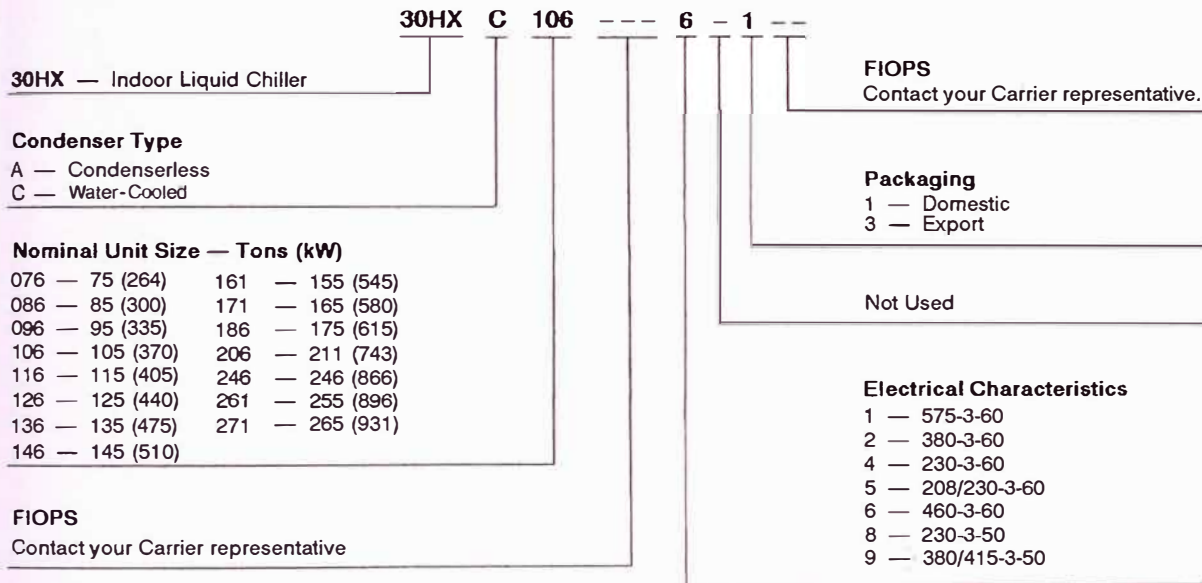 30HX C 106 --- 6 - 1 --
30HX — Indoor Liquid Chiller
Condenser Type
A — Condenserless
C — Water-Cooled
Nominal Unit Size — Tons (kW)
076 — 75 (264) 161 — 155 (545)
086 — 85 (300) 171 — 165 (580)
096 — 95 (335) 186 — 175 (615)
106 — 105 (370) 206 — 211 (743)
116 — 115 (405) 246 — 246 (866)
126 — 125 (440) 261 — 255 (896)
136 — 135 (475) 271 — 265 (931)
146 — 145 (510)
FIOPS
Contact your Carrier representative
FIOPS
Contact your Carrier representative.
Packaging
1 — Domestic
3 — Export
Not Used
Electrical Characteristics
1 — 575-3-60
2 — 380-3-60
4 — 230-3-60
5 — 208/230-3-60
6 — 460-3-60
8 — 230-3-50
9 — 380/415-3-50